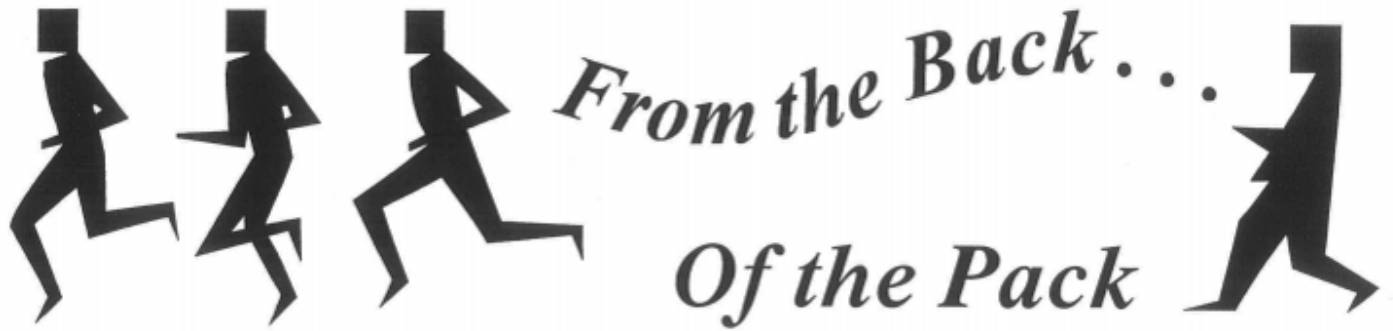 From the Back . . .
Of the Pack